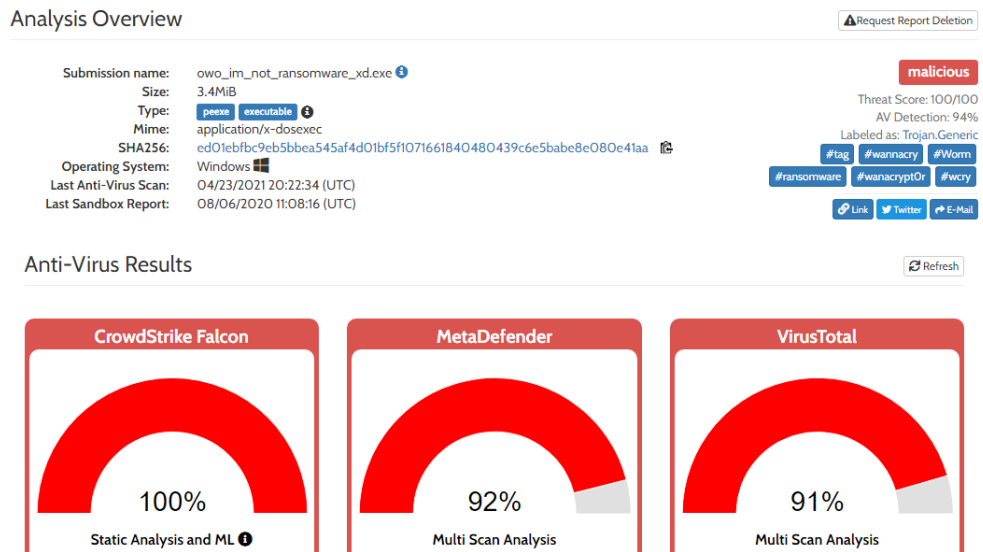 Analysis Overview
Request Report Deletion
Submission name: owo_im_not_ransomware_xd.exe
malicious
Size: 3.4MiB
Threat Score: 100/100
Type: peexe executable
AV Detection: 94%
Mime: application/x-dosexec
Labeled as: Trojan.Generic
SHA256: ed01ebfbc9eb5bbea545af4d01bf5f1071661840480439c6e5babe8e080e41aa
#tag #wannacry #Worm
Operating System: Windows
#ransomware #wanacrypt0r #wcry
Last Anti-Virus Scan: 04/23/2021 20:22:34 (UTC)
Last Sandbox Report: 08/06/2020 11:08:16 (UTC)
Link Twitter E-Mail
Anti-Virus Results
Refresh
CrowdStrike Falcon
100%
Static Analysis and ML
MetaDefender
92%
Multi Scan Analysis
VirusTotal
91%
Multi Scan Analysis